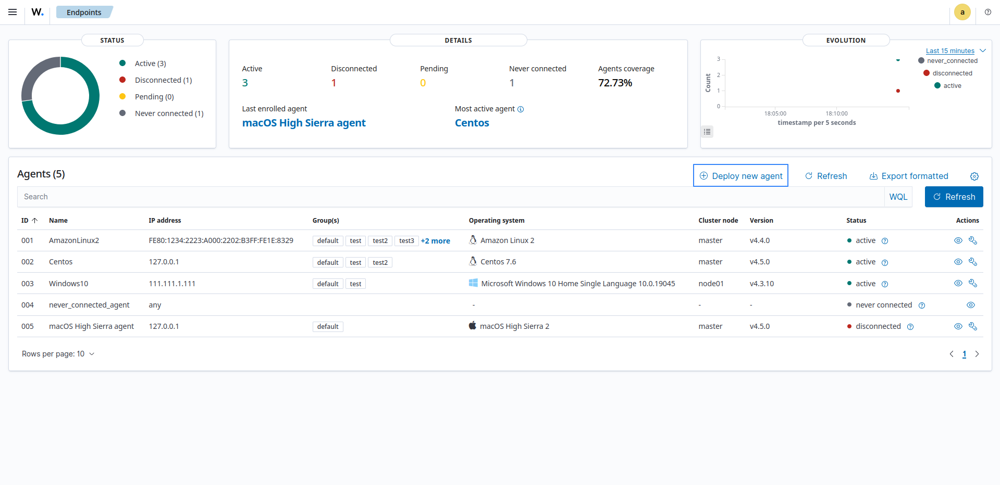 W. Endpoints a
STATUS
Active (3)
Disconnected (1)
Pending (0)
Never connected (1)
DETAILS
Active Disconnected Pending Never connected Agents coverage
3 1 0 1 72.73%
Last enrolled agent Most active agent
macOS High Sierra agent Centos
EVOLUTION
Last 15 minutes
never_connected
disconnected
active
Count
3
2
1
0
18:05:00 18:10:00
timestamp per 5 seconds
Agents (5) Deploy new agent Refresh Export formatted
Search WQL Refresh
ID Name IP address Group(s) Operating system Cluster node Version Status Actions
001 AmazonLinux2 FE80:1234:2223:A000:2202:B3FF:FE1E:8329 default test test2 test3 +2 more Amazon Linux 2 master v4.4.0 active
002 Centos 127.0.0.1 default test test2 Centos 7.6 master v4.5.0 active
003 Windows10 111.111.1.111 default test Microsoft Windows 10 Home Single Language 10.0.19045 node01 v4.3.10 active
004 never_connected_agent any - - - never connected
005 macOS High Sierra agent 127.0.0.1 default macOS High Sierra 2 master v4.5.0 disconnected
Rows per page: 10 1